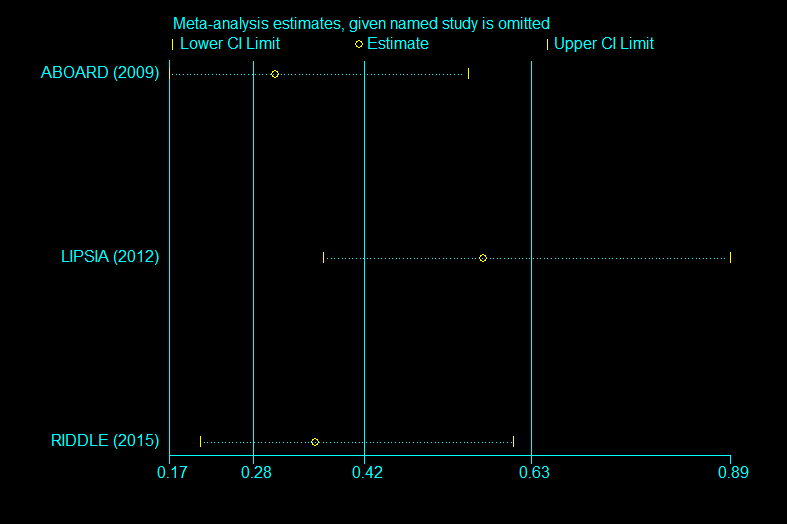 Meta-analysis estimates, given named study is omitted
Lower CI Limit Estimate Upper CI Limit
ABOARD (2009)
LIPSIA (2012)
RIDDLE (2015)
0.17 0.28 0.42 0.63 0.89